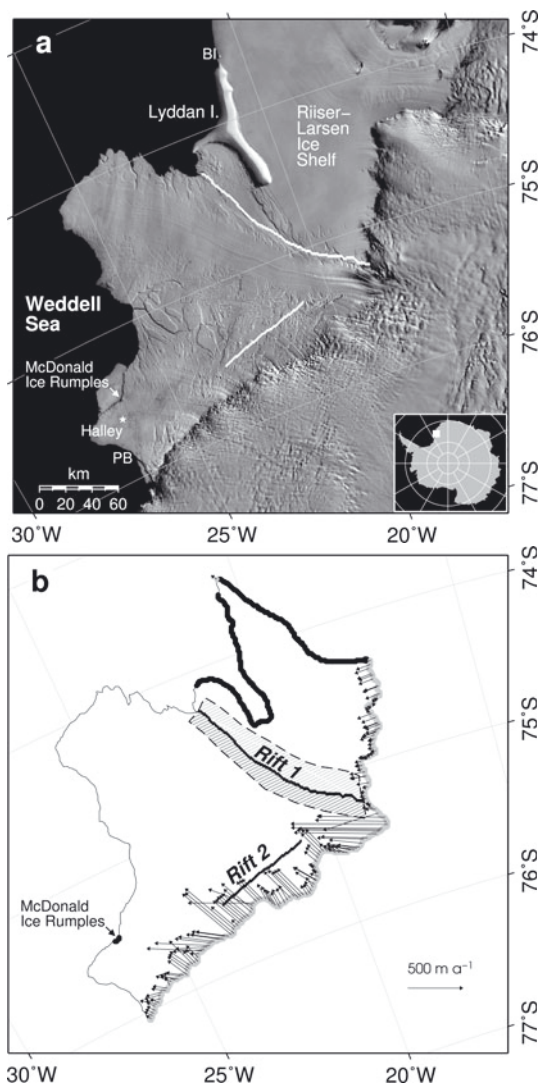 a
BI
Lyddan I.
Riiser–
Larsen
Ice
Shelf
Weddell
Sea
McDonald
Ice Rumples
Halley
*
PB
km
0 20 40 60
30°W
25°W
20°W
74°S
75°S
76°S
77°S
b
Rift 1
Rift 2
McDonald
Ice Rumples
500 m a⁻¹
30°W
25°W
20°W
74°S
75°S
76°S
77°S